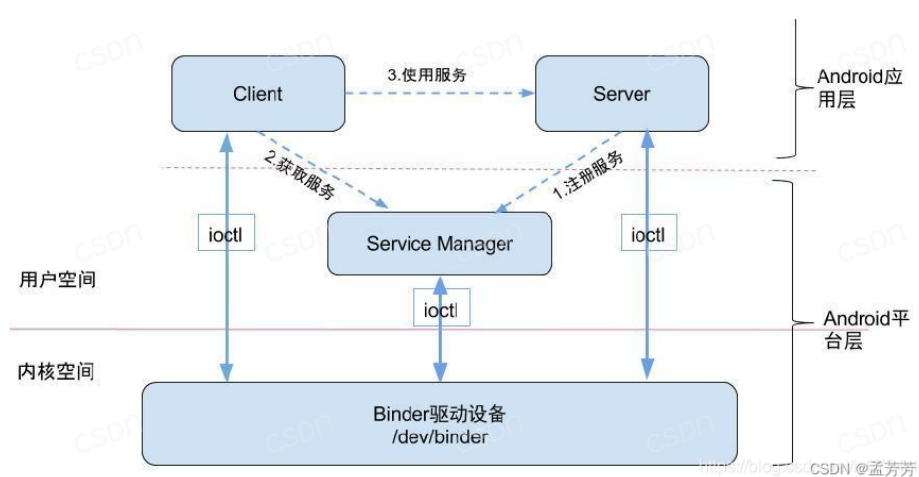 3.使用服务
Client
Server
Android应
用层
2.获取服务
1.注册服务
ioctl
Service Manager
ioctl
ioctl
用户空间
Android平
台层
内核空间
Binder驱动设备
/dev/binder
CSDN @孟芳芳